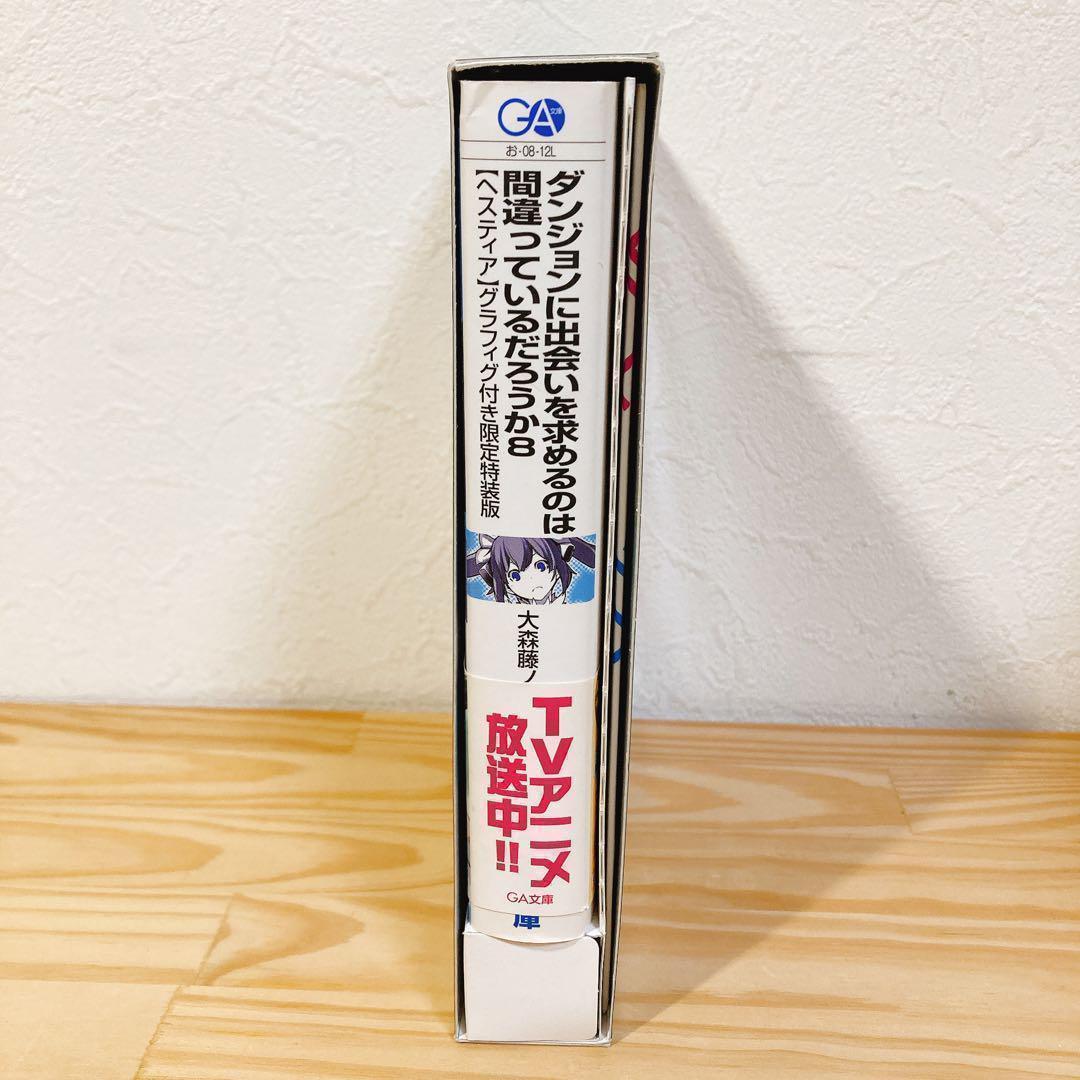 GA文庫
お-08-12L
ダンジョンに出会いを求めるのは
間違っているだろうか8
【ヘスティア】グラフィグ付き限定特装版
大森藤ノ
TVアニメ
放送中!!
GA文庫
庫